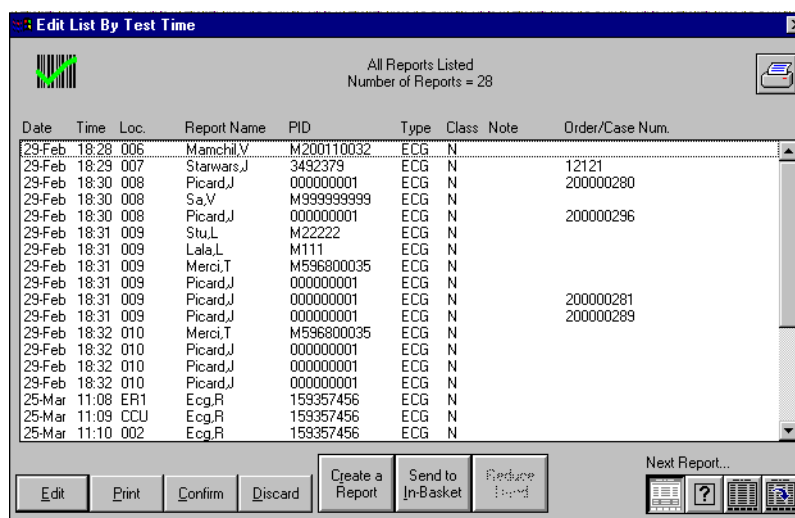 Edit List By Test Time
All Reports Listed
Number of Reports = 28
Date Time Loc. Report Name PID Type Class Note Order/Case Num.
29-Feb 18:28 006 Mamchil,V M200110032 ECG N
29-Feb 18:29 007 Starwars,J 3492379 ECG N 12121
29-Feb 18:30 008 Picard,J 000000001 ECG N 200000280
29-Feb 18:30 008 Sa,V M999999999 ECG N
29-Feb 18:30 008 Picard,J 000000001 ECG N 200000296
29-Feb 18:31 009 Stu,L M22222 ECG N
29-Feb 18:31 009 Lala,L M111 ECG N
29-Feb 18:31 009 Merci,T M596800035 ECG N
29-Feb 18:31 009 Picard,J 000000001 ECG N
29-Feb 18:31 009 Picard,J 000000001 ECG N 200000281
29-Feb 18:31 009 Picard,J 000000001 ECG N 200000289
29-Feb 18:32 010 Merci,T M596800035 ECG N
29-Feb 18:32 010 Picard,J 000000001 ECG N
29-Feb 18:32 010 Picard,J 000000001 ECG N
29-Feb 18:32 010 Picard,J 000000001 ECG N
25-Mar 11:08 ER1 Ecg,R 159357456 ECG N
25-Mar 11:09 CCU Ecg,R 159357456 ECG N
25-Mar 11:10 002 Ecg,R 159357456 ECG N
Next Report...
Edit Print Confirm Discard Create a Report Send to In-Basket Reduce
?